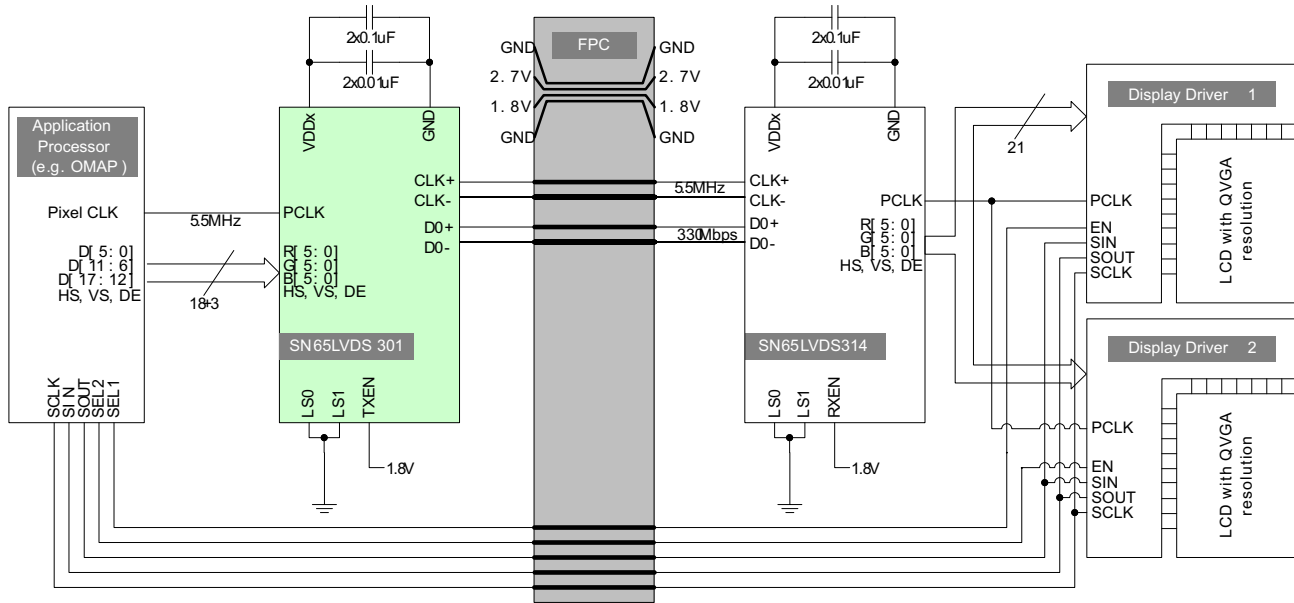 2x0.1uF
2x0.01uF
GND
2.7V
1.8V
GND
FPC
GND
2.7V
1.8V
GND
2x0.1uF
2x0.01uF
Application
Processor
(e.g. OMAP )
Pixel CLK
D[ 5: 0]
D[ 11: 6]
D[ 17: 12]
HS, VS, DE
SCLK
SIN
SOUT
SEL2
SEL1
5.5MHz
18+3
VDDx
GND
PCLK
R[ 5: 0]
G[ 5: 0]
B[ 5: 0]
HS, VS, DE
CLK+
CLK-
D0+
D0-
SN65LVDS 301
LS0
LS1
TXEN
1.8V
5.5MHz
330Mbps
VDDx
GND
CLK+
CLK-
D0+
D0-
PCLK
R[ 5: 0]
G[ 5: 0]
B[ 5: 0]
HS, VS, DE
SN65LVDS314
LS0
LS1
RXEN
1.8V
21
Display Driver 1
PCLK
EN
SIN
SOUT
SCLK
LCD with QVGA
resolution
Display Driver 2
PCLK
EN
SIN
SOUT
SCLK
LCD with QVGA
resolution